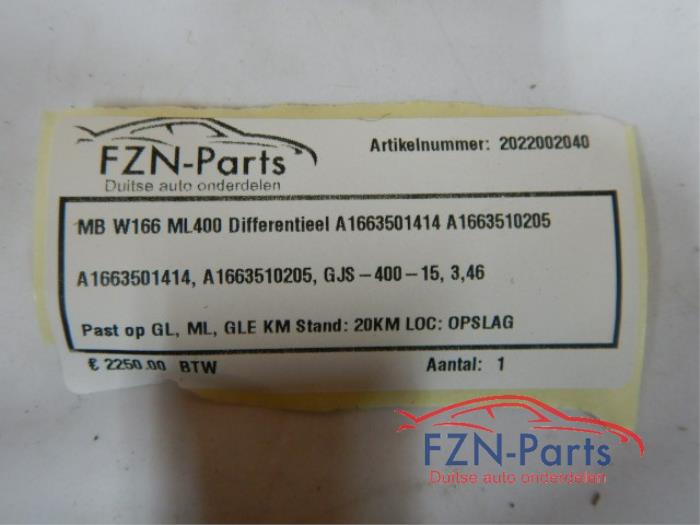 FZN-Parts
Duitse auto onderdelen
Artikelnummer: 2022002040
MB W166 ML400 Differentieel A1663501414 A1663510205
A1663501414, A1663510205, GJS-400-15, 3,46
Past op GL, ML, GLE KM Stand: 20KM LOC: OPSLAG
€ 2250.00 BTW
Aantal: 1
FZN-Parts
Duitse auto onderdelen